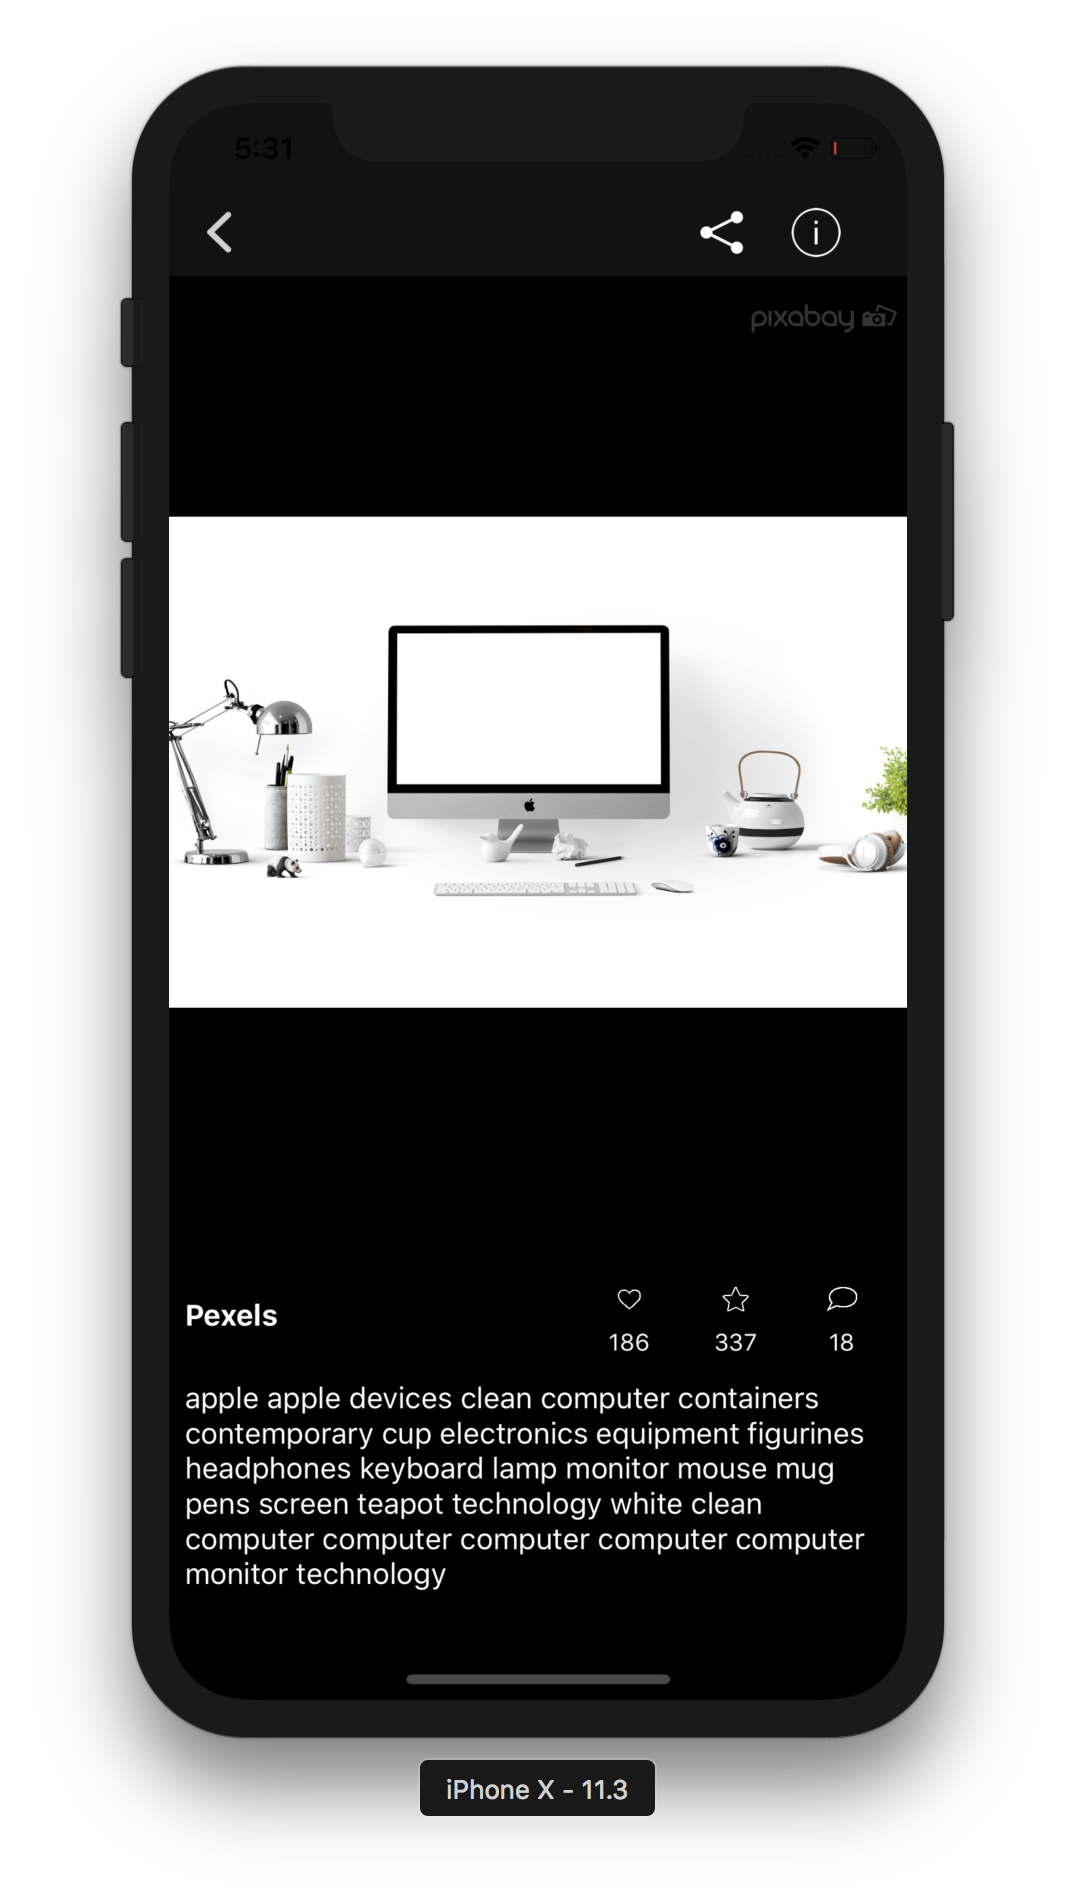 5:31
pixabay
Pexels
186 337 18
apple apple devices clean computer containers
contemporary cup electronics equipment figurines
headphones keyboard lamp monitor mouse mug
pens screen teapot technology white clean
computer computer computer computer computer
monitor technology
iPhone X - 11.3